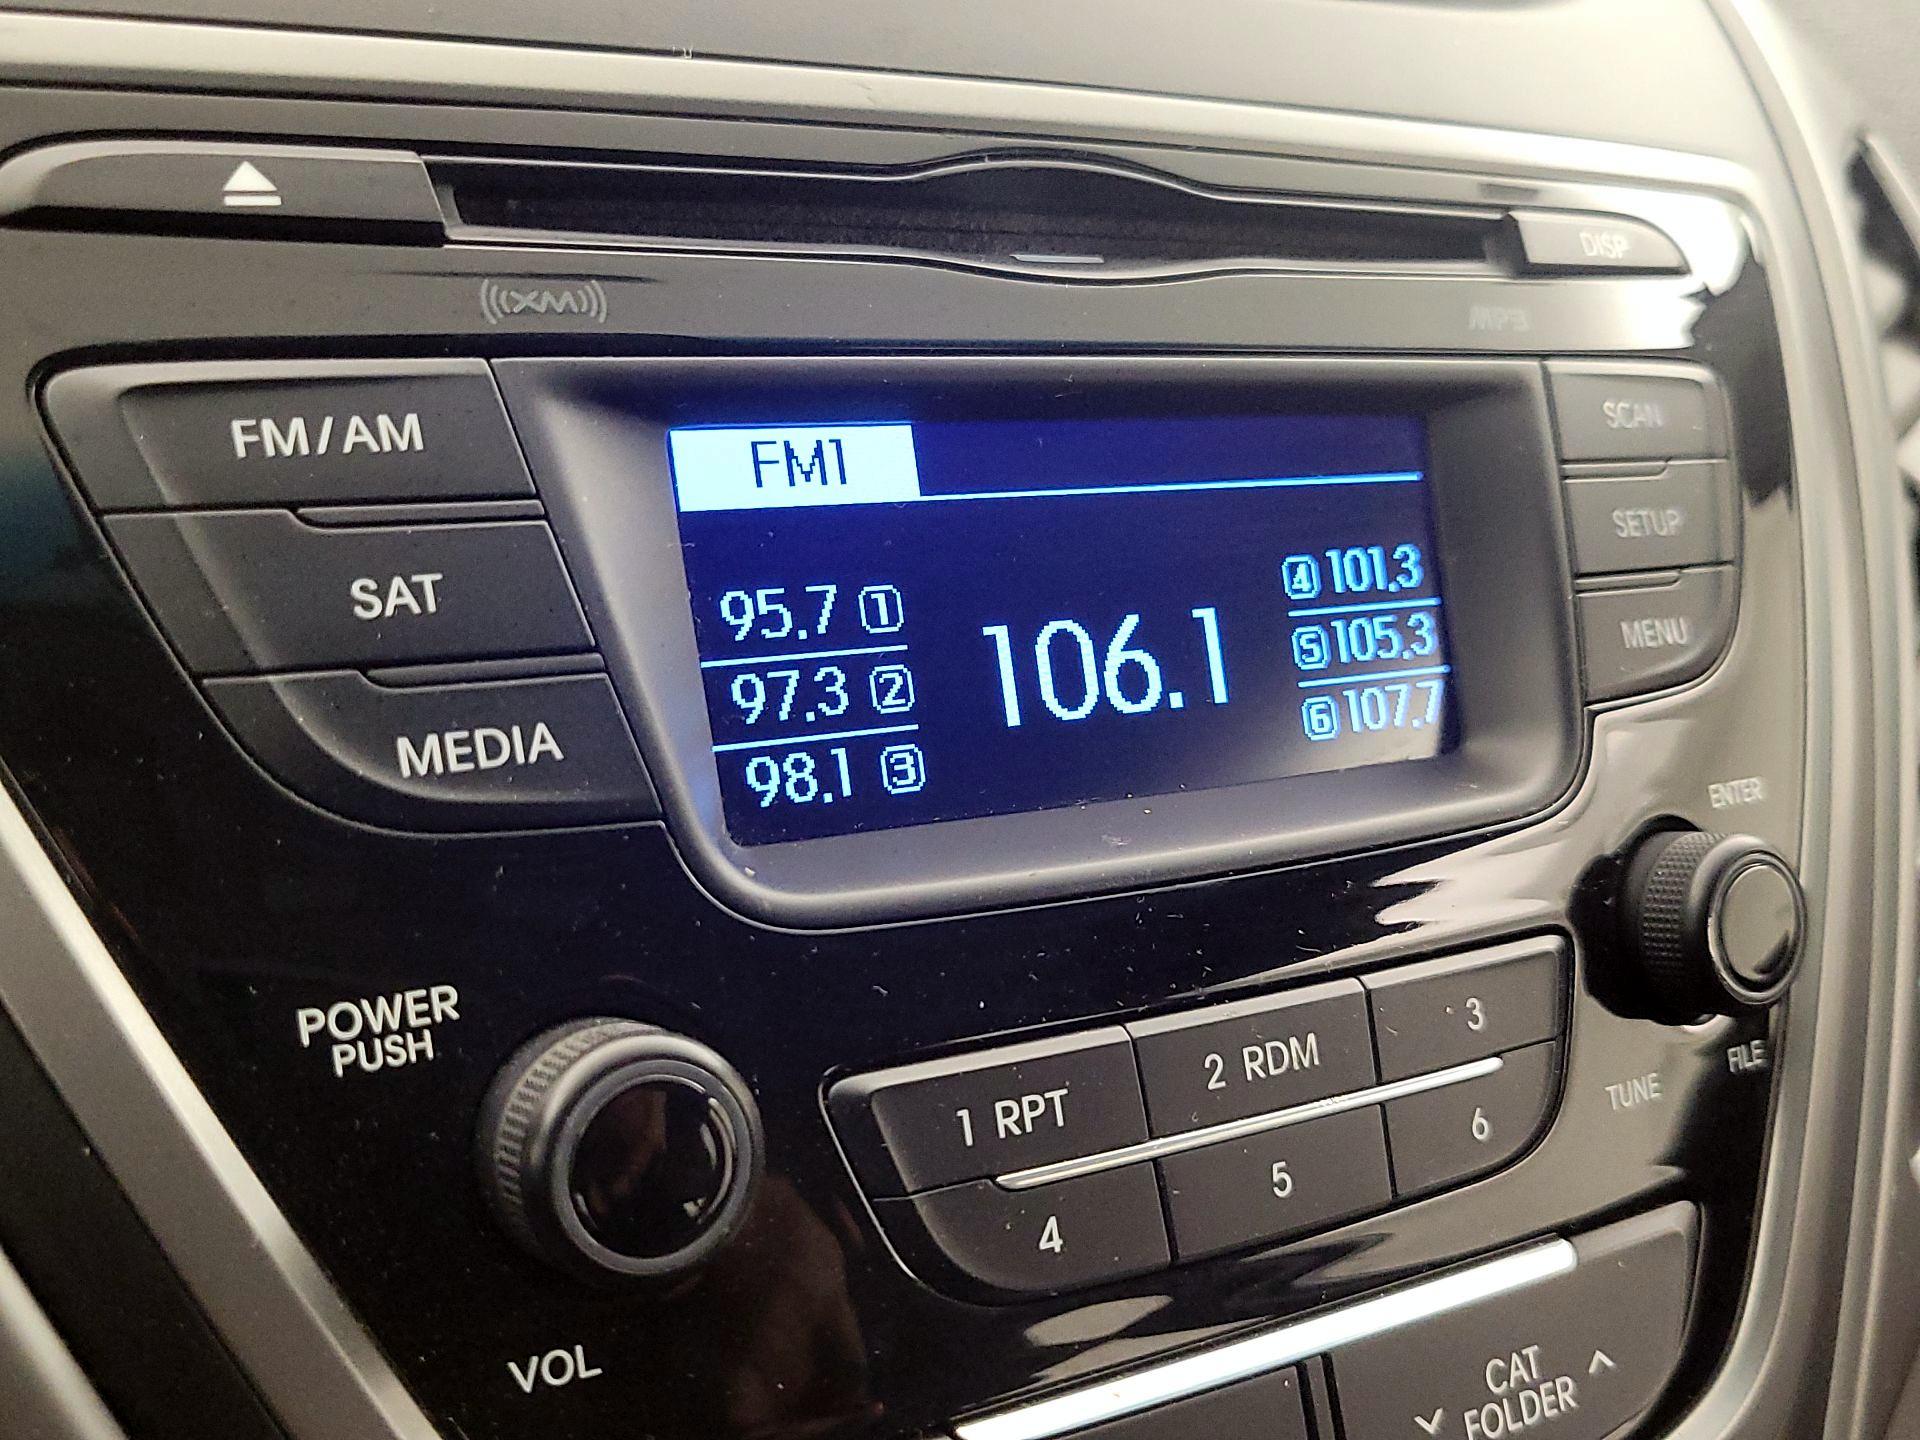 DISP
((XM))
MP3
FM/AM
SAT
MEDIA
FM1
95.7 1
97.3 2
98.1 3
106.1
4 101.3
5 105.3
6 107.7
SCAN
SETUP
MENU
ENTER
TUNE
FILE
POWER
PUSH
VOL
1 RPT
2 RDM
3
4
5
6
CAT
FOLDER